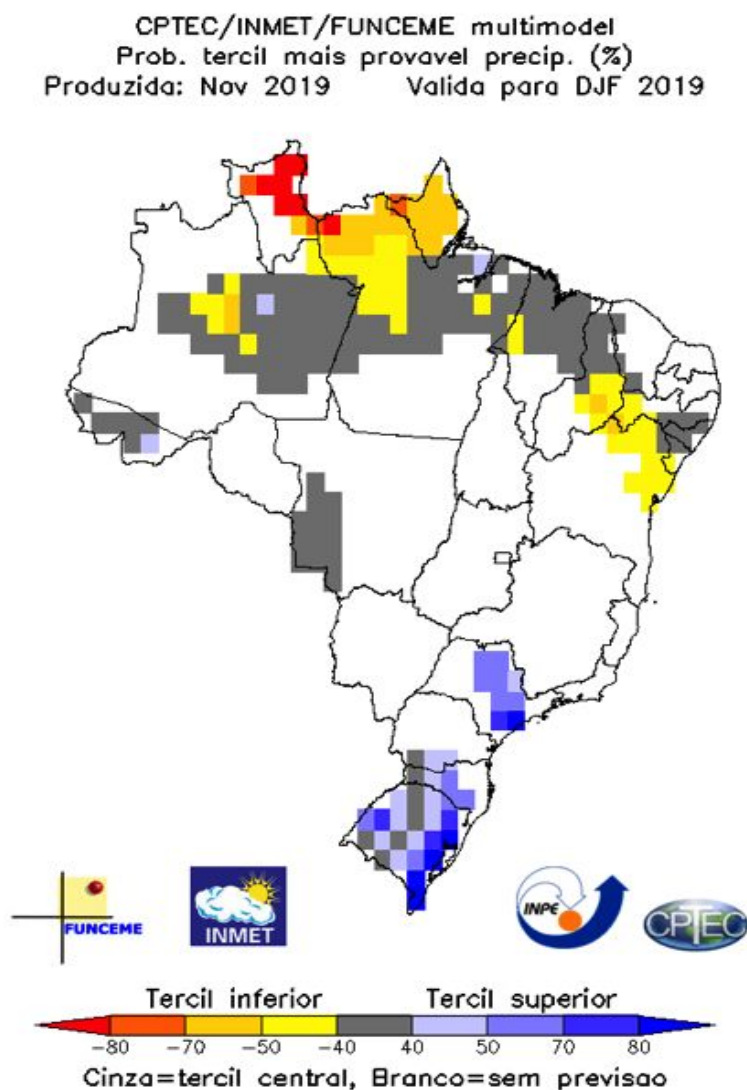 CPTEC/INMET/FUNCEME multimodel
Prob. tercil mais provavel precip. (%)
Produzida: Nov 2019 Valida para DJF 2019
FUNCEME
INMET
INPE
CPTEC
Tercil inferior Tercil superior
-80 -70 -50 -40 40 50 70 80
Cinza=tercil central, Branco=sem previsao